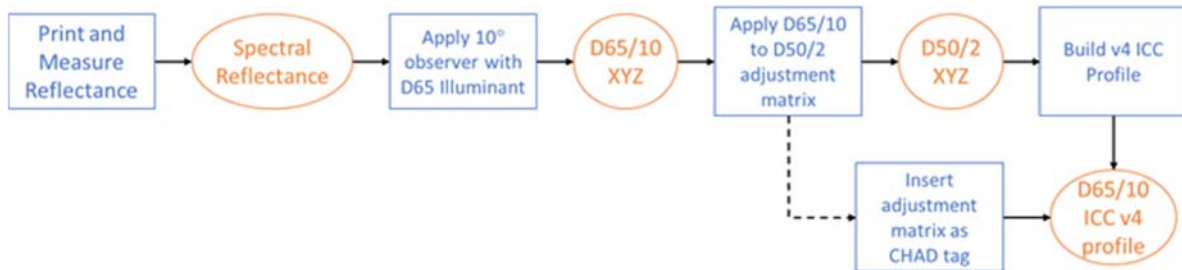 Print and
Measure
Reflectance
Spectral
Reflectance
Apply 10°
observer with
D65 Illuminant
D65/10
XYZ
Apply D65/10
to D50/2
adjustment
matrix
D50/2
XYZ
Build v4 ICC
Profile
Insert
adjustment
matrix as
CHAD tag
D65/10
ICC v4
profile